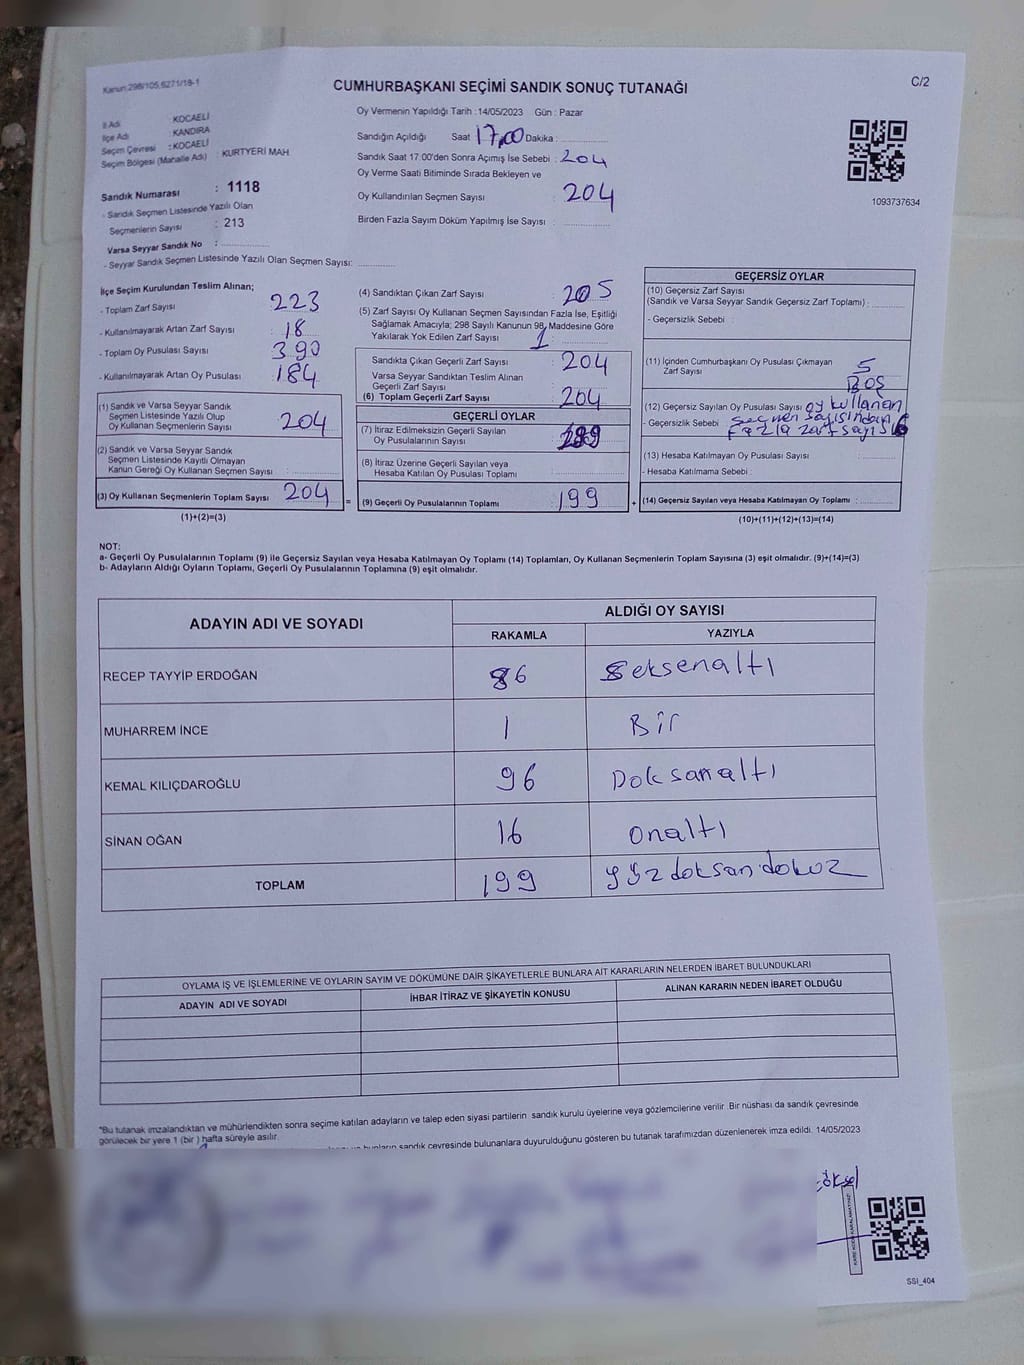 Kanun:298/105,6271/18-1
CUMHURBAŞKANI SEÇİMİ SANDIK SONUÇ TUTANAĞI
C/2
İl Adı : KOCAELİ
İlçe Adı : KANDIRA
Seçim Çevresi : KOCAELİ
Seçim Bölgesi (Mahalle Adı) : KURTYERİ MAH
Sandık Numarası : 1118
- Sandık Seçmen Listesinde Yazılı Olan
Seçmenlerin Sayısı : 213
Varsa Seyyar Sandık No :
- Seyyar Sandık Seçmen Listesinde Yazılı Olan Seçmen Sayısı:
Oy Vermenin Yapıldığı Tarih :14/05/2023 Gün : Pazar
Sandığın Açıldığı Saat 17,00 Dakika :
Sandık Saat 17:00'den Sonra Açımış İse Sebebi : 204
Oy Verme Saati Bitiminde Sırada Bekleyen ve
Oy Kullandırılan Seçmen Sayısı : 204
Birden Fazla Sayım Döküm Yapılmış İse Sayısı :
1093737634
İlçe Seçim Kurulundan Teslim Alınan;
- Toplam Zarf Sayısı : 223
- Kullanılmayarak Artan Zarf Sayısı : 18
- Toplam Oy Pusulası Sayısı : 390
- Kullanılmayarak Artan Oy Pusulası : 184
(1) Sandık ve Varsa Seyyar Sandık
Seçmen Listesinde Yazılı Olup
Oy Kullanan Seçmenlerin Sayısı : 204
(2) Sandık ve Varsa Seyyar Sandık
Seçmen Listesinde Kayıtlı Olmayan
Kanun Gereği Oy Kullanan Seçmen Sayısı :
(3) Oy Kullanan Seçmenlerin Toplam Sayısı : 204 =
(1)+(2)=(3)
(4) Sandıktan Çıkan Zarf Sayısı : 205
(5) Zarf Sayısı Oy Kullanan Seçmen Sayısından Fazla İse, Eşitliği
Sağlamak Amacıyla; 298 Sayılı Kanunun 98. Maddesine Göre
Yakılarak Yok Edilen Zarf Sayısı : 1
Sandıkta Çıkan Geçerli Zarf Sayısı : 204
Varsa Seyyar Sandıktan Teslim Alınan
Geçerli Zarf Sayısı :
(6) Toplam Geçerli Zarf Sayısı : 204
GEÇERLİ OYLAR
(7) İtiraz Edilmeksizin Geçerli Sayılan
Oy Pusulalarının Sayısı :
(8) İtiraz Üzerine Geçerli Sayılan veya
Hesaba Katılan Oy Pusulası Toplamı :
(9) Geçerli Oy Pusulalarının Toplamı : 199 +
GEÇERSİZ OYLAR
(10) Geçersiz Zarf Sayısı
(Sandık ve Varsa Seyyar Sandık Geçersiz Zarf Toplamı) :
- Geçersizlik Sebebi :
(11) İçinden Cumhurbaşkanı Oy Pusulası Çıkmayan
Zarf Sayısı : 5
BOŞ
(12) Geçersiz Sayılan Oy Pusulası Sayısı oy kullanan
- Geçersizlik Sebebi seçmen sayısından
Fazla zarf sayısı
(13) Hesaba Katılmayan Oy Pusulası Sayısı :
- Hesaba Katılmama Sebebi :
(14) Geçersiz Sayılan veya Hesaba Katılmayan Oy Toplamı :
(10)+(11)+(12)+(13)=(14)
NOT:
a- Geçerli Oy Pusulalarının Toplamı (9) ile Geçersiz Sayılan veya Hesaba Katılmayan Oy Toplamı (14) Toplamları, Oy Kullanan Seçmenlerin Toplam Sayısına (3) eşit olmalıdır. (9)+(14)=(3)
b- Adayların Aldığı Oyların Toplamı, Geçerli Oy Pusulalarının Toplamına (9) eşit olmalıdır.
ADAYIN ADI VE SOYADI
ALDIĞI OY SAYISI
RAKAMLA YAZIYLA
RECEP TAYYİP ERDOĞAN 86 Seksenaltı
MUHARREM İNCE 1 Bir
KEMAL KILIÇDAROĞLU 96 Doksanaltı
SİNAN OĞAN 16 onaltı
TOPLAM 199 yüzdoksandokuz
OYLAMA İŞ VE İŞLEMLERİNE VE OYLARIN SAYIM VE DÖKÜMÜNE DAİR ŞİKAYETLERLE BUNLARA AİT KARARLARIN NELERDEN İBARET BULUNDUKLARI
ADAYIN ADI VE SOYADI İHBAR İTİRAZ VE ŞİKAYETİN KONUSU ALINAN KARARIN NEDEN İBARET OLDUĞU
"Bu tutanak imzalandıktan ve mühürlendikten sonra seçime katılan adayların ve talep eden siyasi partilerin sandık kurulu üyelerine veya gözlemcilerine verilir. Bir nüshası da sandık çevresinde
görülecek bir yere 1 (bir ) hafta süreyle asılır.
bunların sandık çevresinde bulunanlara duyurulduğunu gösteren bu tutanak tarafımızdan düzenlenerek imza edildi. 14/05/2023
SSI_404